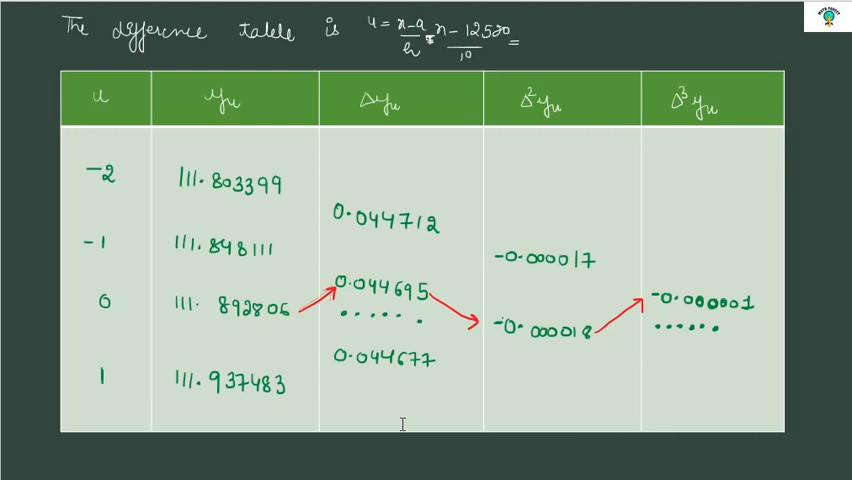 The difference table is u = x-a/h = x - 12520/10 =
u yu Δyu Δ²yu Δ³yu
-2 111.803399
0.044712
-1 111.848111 -0.000017
0 111.892806 0.044695 -0.000018 -0.000001
0.044677
1 111.937483